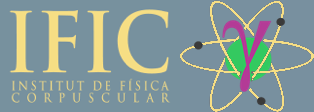 IFIC
INSTITUT DE FÍSICA
CORPUSCULAR
γ